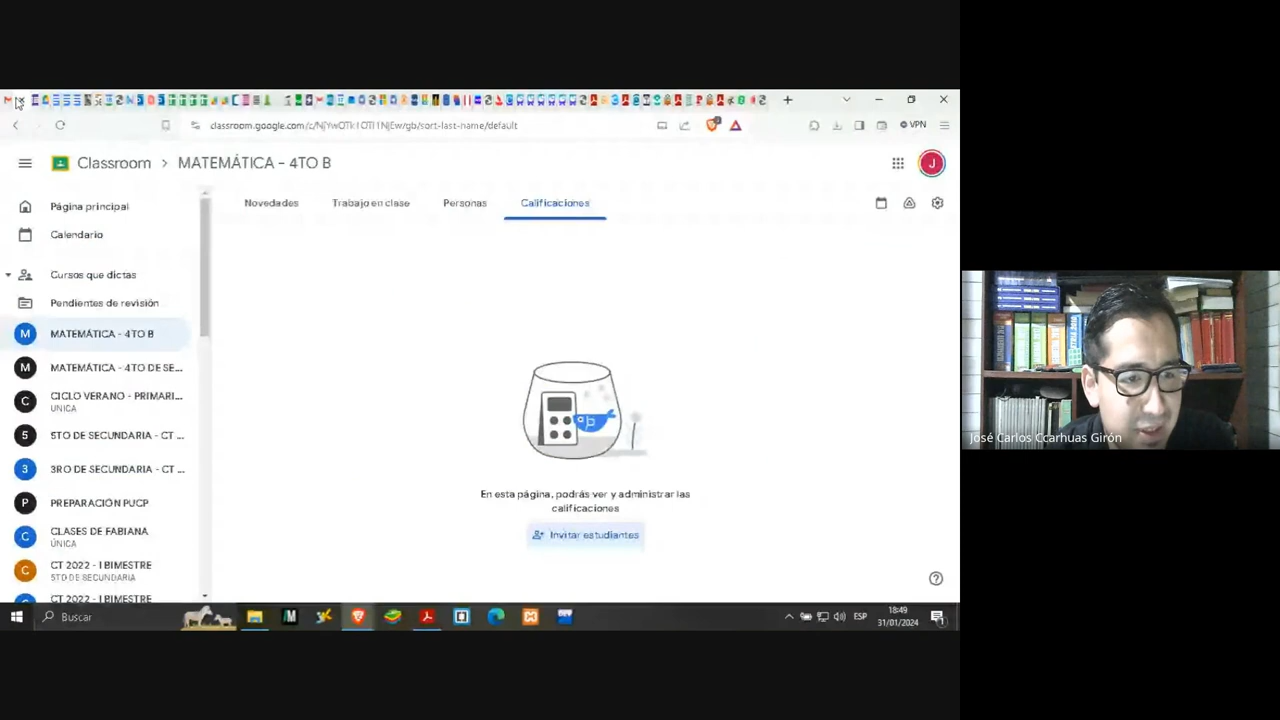 classroom.google.com
gb/sort-last-name/default
VPN
Classroom > MATEMÁTICA - 4TO B
J
Novedades
Trabajo en clase
Personas
Calificaciones
Página principal
Calendario
Cursos que dictas
Pendientes de revisión
M MATEMÁTICA - 4TO B
M MATEMÁTICA - 4TO DE SE...
C CICLO VERANO - PRIMARI...
UNICA
5 5TO DE SECUNDARIA - CT ...
3 3RO DE SECUNDARIA - CT ...
P PREPARACIÓN PUCP
C CLASES DE FABIANA
ÚNICA
C CT 2022 - I BIMESTRE
5TO DE SECUNDARIA
CT 2022 - I BIMESTRE
En esta página, podrás ver y administrar las
calificaciones
Invitar estudiantes
José Carlos Ccarhuas Girón
Buscar
ESP
18:49
31/01/2024